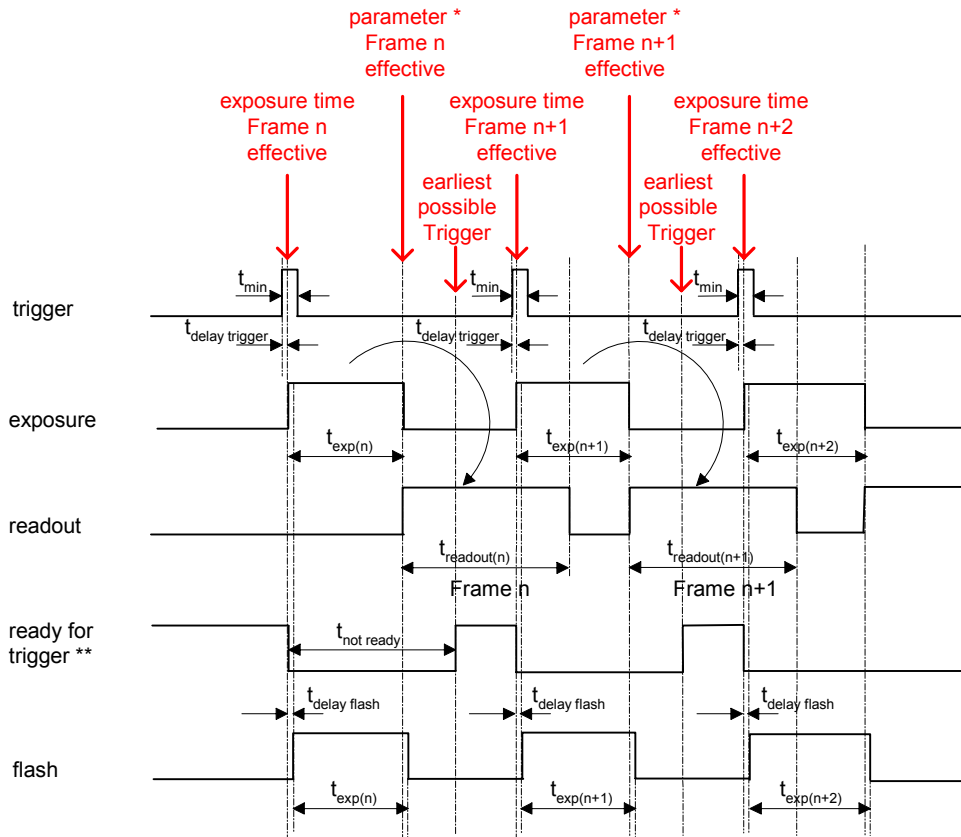 parameter *
Frame n
effective
parameter *
Frame n+1
effective
exposure time
Frame n
effective
exposure time
Frame n+1
effective
exposure time
Frame n+2
effective
earliest
possible
Trigger
earliest
possible
Trigger
trigger
tmin
tmin
tmin
tdelay trigger
tdelay trigger
tdelay trigger
exposure
texp(n)
texp(n+1)
texp(n+2)
readout
treadout(n)
treadout(n+1)
Frame n
Frame n+1
ready for
trigger **
tnot ready
tdelay flash
tdelay flash
tdelay flash
flash
texp(n)
texp(n+1)
texp(n+2)